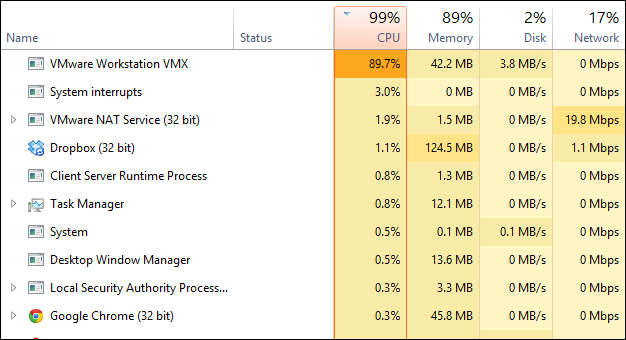 99% 89% 2% 17%
Name Status CPU Memory Disk Network
VMware Workstation VMX 89.7% 42.2 MB 3.8 MB/s 0 Mbps
System interrupts 3.0% 0 MB 0 MB/s 0 Mbps
VMware NAT Service (32 bit) 1.9% 1.5 MB 0 MB/s 19.8 Mbps
Dropbox (32 bit) 1.1% 124.5 MB 0 MB/s 1.1 Mbps
Client Server Runtime Process 0.8% 1.3 MB 0 MB/s 0 Mbps
Task Manager 0.8% 12.1 MB 0 MB/s 0 Mbps
System 0.5% 0.1 MB 0.1 MB/s 0 Mbps
Desktop Window Manager 0.5% 13.6 MB 0 MB/s 0 Mbps
Local Security Authority Process... 0.3% 3.3 MB 0 MB/s 0 Mbps
Google Chrome (32 bit) 0.3% 45.8 MB 0 MB/s 0 Mbps